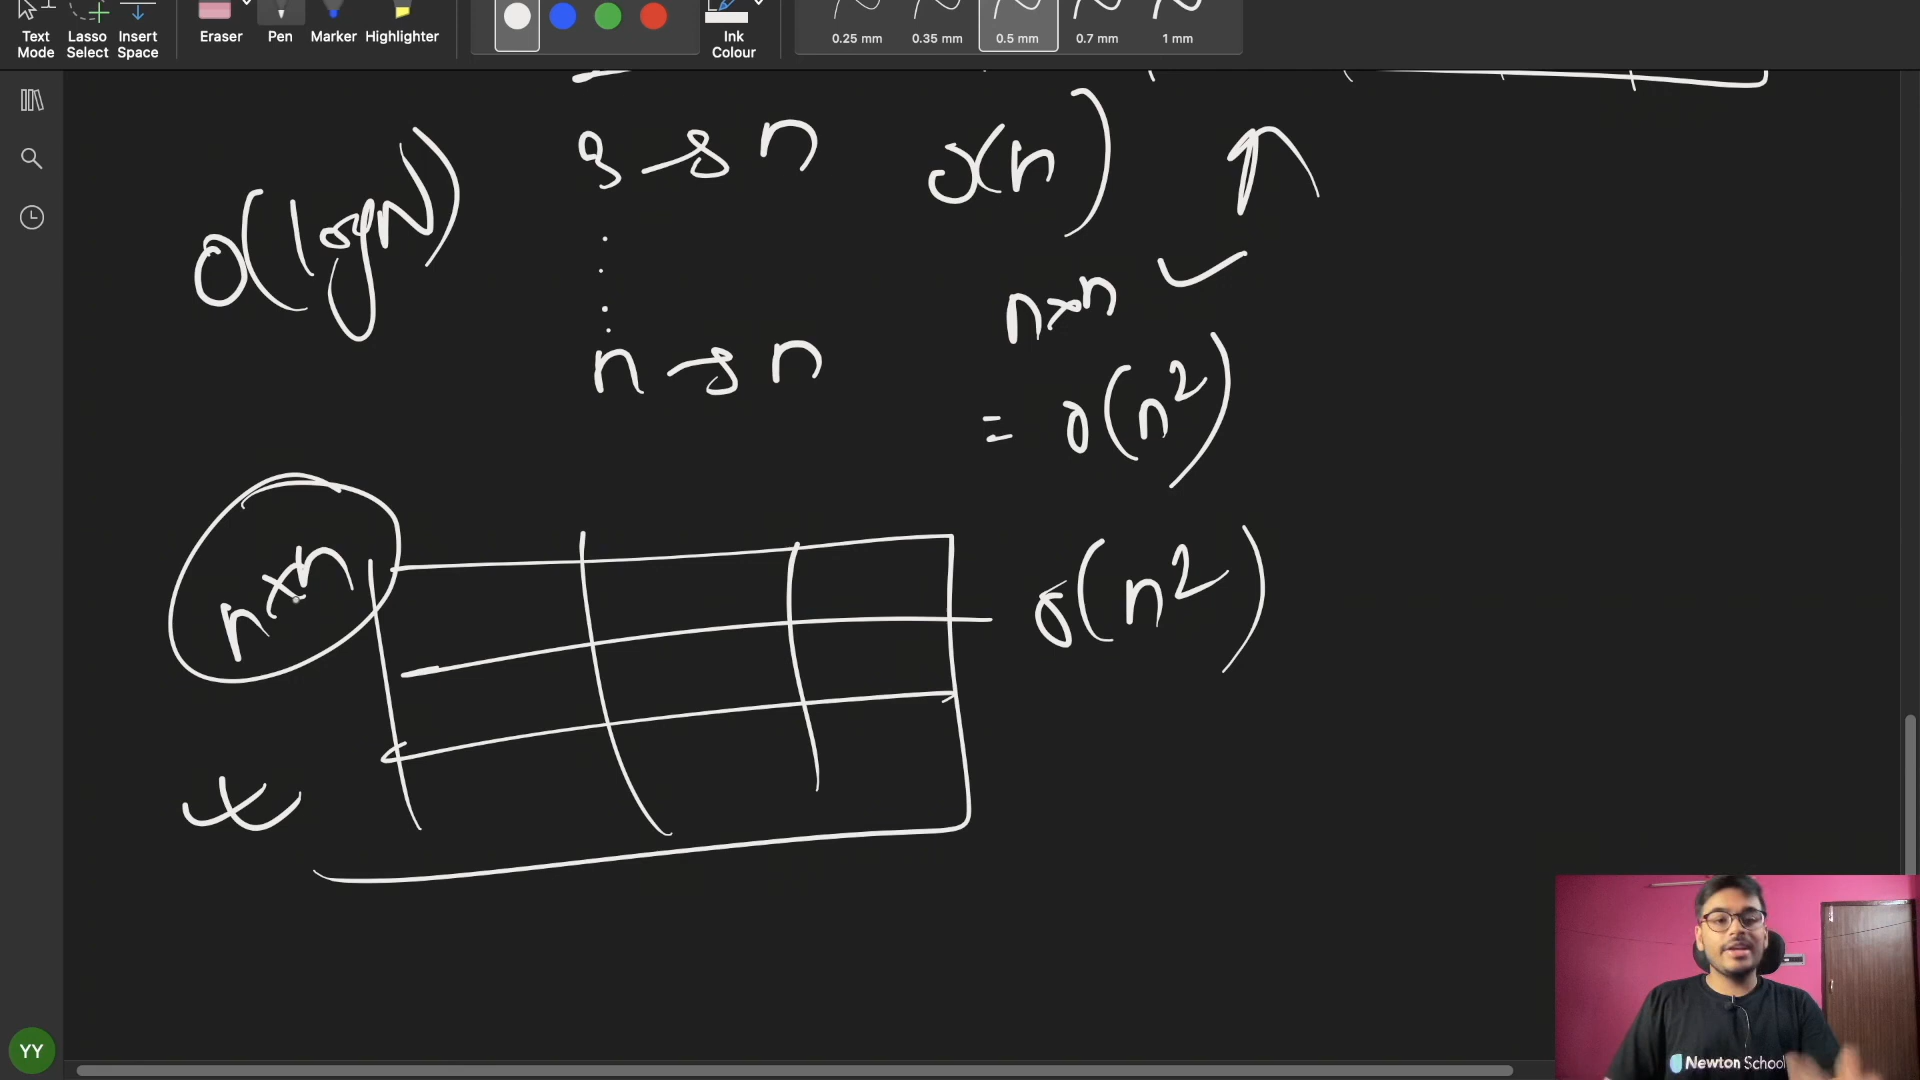 Text Mode
Lasso Select
Insert Space
Eraser
Pen
Marker
Highlighter
Ink Colour
0.25 mm
0.35 mm
0.5 mm
0.7 mm
1 mm
O(logN)
3 → n
O(n)
n×n ✓
n → n
= O(n²)
n×n
O(n²)
YY
Newton School